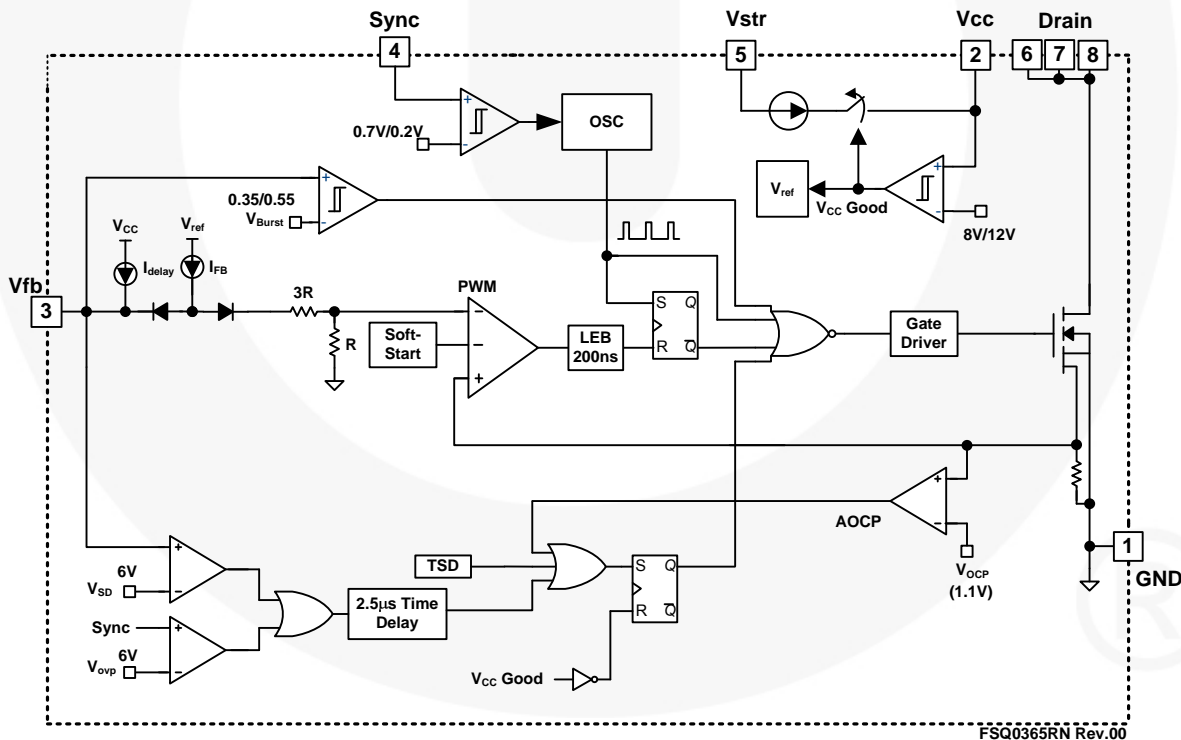 Sync
Vstr
Vcc
Drain
4
5
2
6
7
8
0.7V/0.2V
+
-
OSC
0.35/0.55
VBurst
+
-
Vref
VCC Good
+
-
8V/12V
VCC
Vref
Idelay
IFB
Vfb
3
3R
R
PWM
Soft-
Start
−
−
+
LEB
200ns
S
Q
R
Q
Gate
Driver
AOCP
+
−
VOCP
(1.1V)
1
GND
6V
VSD
+
−
Sync
6V
Vovp
+
−
2.5μs Time
Delay
TSD
S
Q
R
Q
VCC Good
®
FSQ0365RN Rev.00